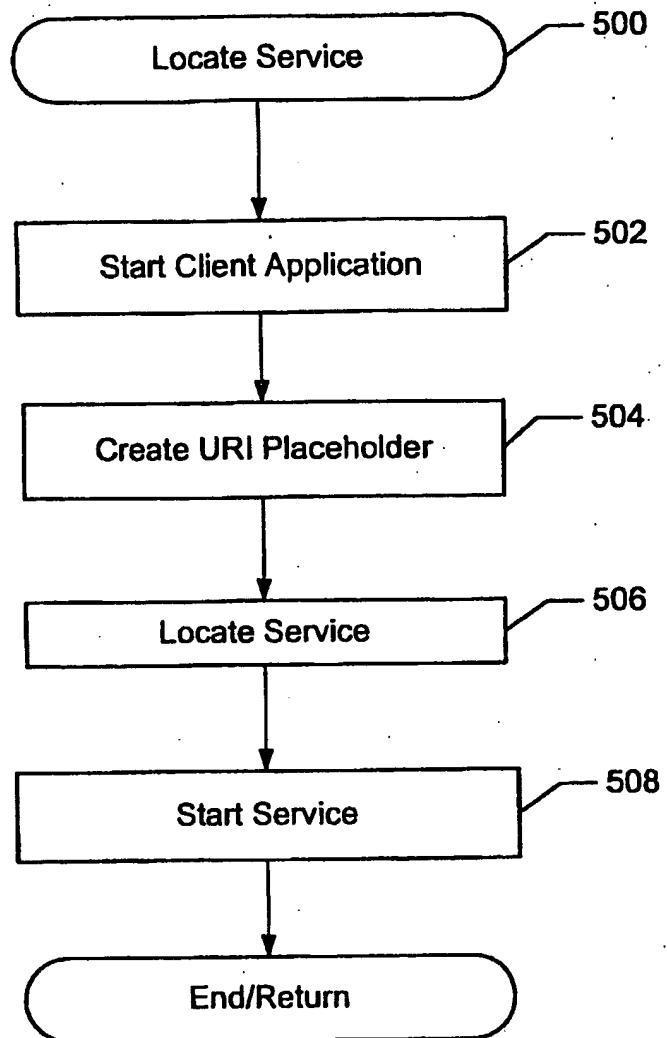 Locate Service
500
Start Client Application
502
Create URI Placeholder
504
Locate Service
506
Start Service
508
End/Return